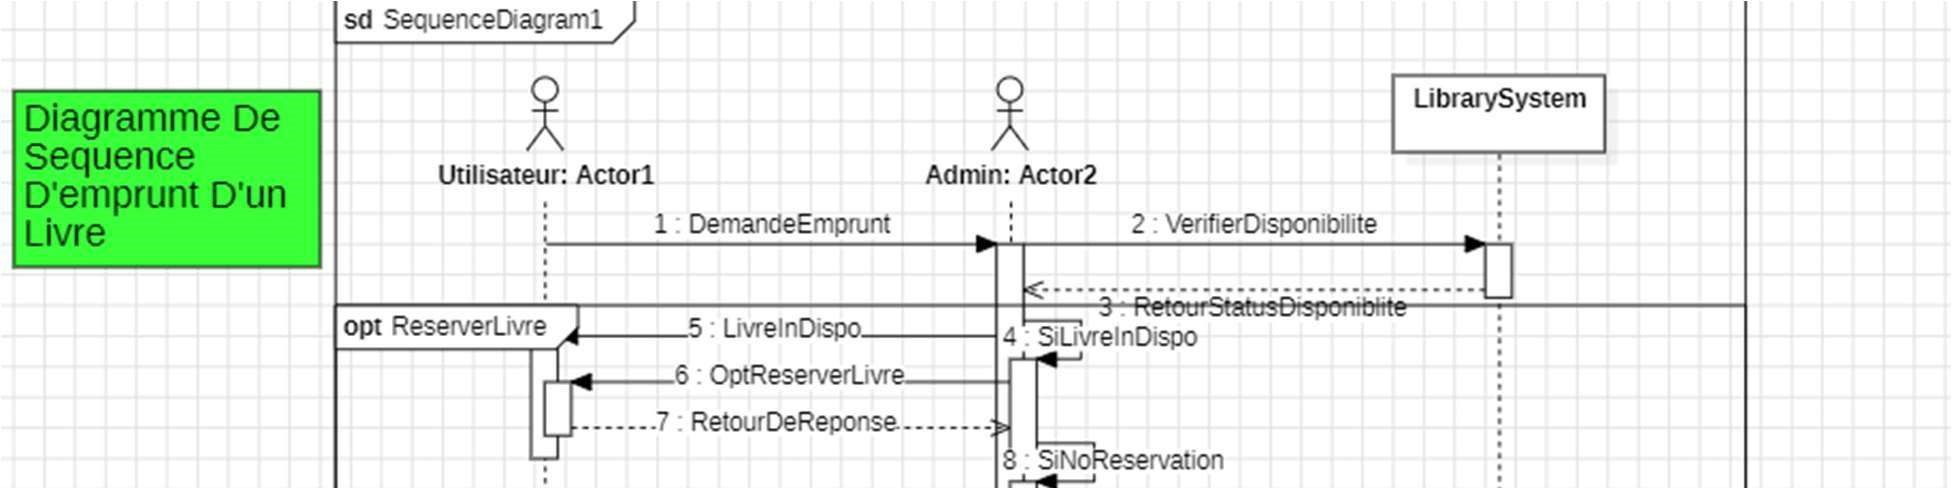 sd SequenceDiagram1
Diagramme De
Sequence
D'emprunt D'un
Livre
Utilisateur: Actor1
Admin: Actor2
LibrarySystem
1 : DemandeEmprunt
2 : VerifierDisponibilite
3 : RetourStatusDisponiblite
opt ReserverLivre
5 : LivreInDispo
4 : SiLivreInDispo
6 : OptReserverLivre
7 : RetourDeReponse
8 : SiNoReservation